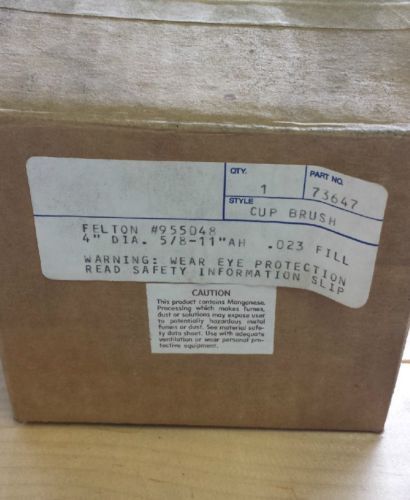 QTY.
1
PART NO.
73647
STYLE
CUP BRUSH
FELTON #955048
4" DIA. 5/8-11"AH .023 FILL
WARNING: WEAR EYE PROTECTION
READ SAFETY INFORMATION SLIP
CAUTION
This product contains Manganese.
Processing which makes fumes,
dust or solutions may expose user
to potentially hazardous metal
fumes or dust. See material safe-
ty data sheet. Use with adequate
ventilation or wear personal pro-
tective equipment.